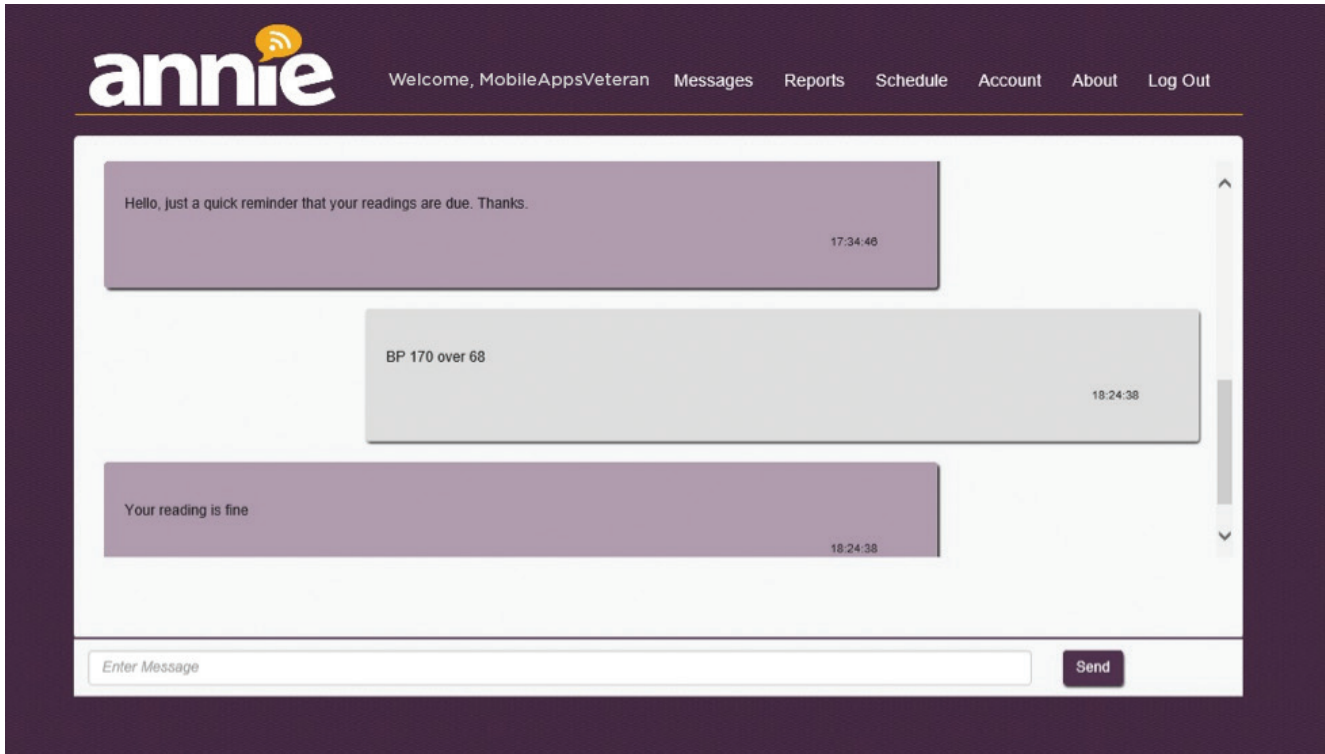 annie
Welcome, MobileAppsVeteran Messages Reports Schedule Account About Log Out
Hello, just a quick reminder that your readings are due. Thanks.
17:34:46
BP 170 over 68
18:24:38
Your reading is fine
18:24:38
Enter Message
Send